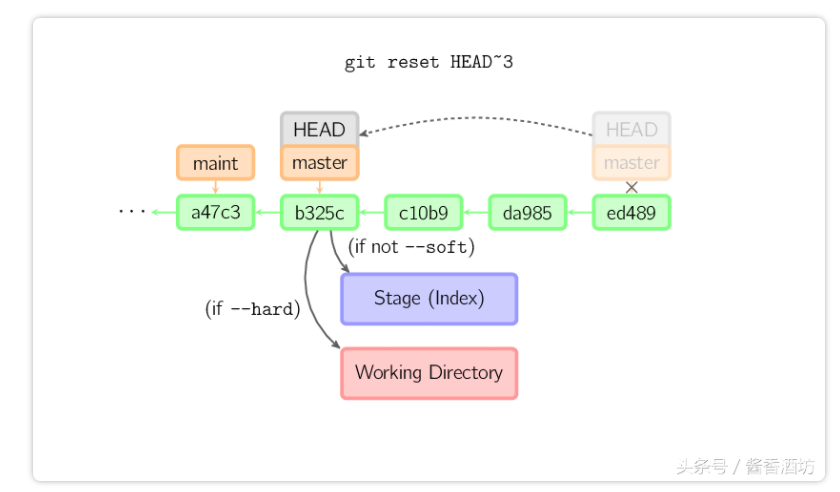 git reset HEAD~3
HEAD
HEAD
maint
master
master
...
a47c3
b325c
c10b9
da985
ed489
(if not --soft)
Stage (Index)
(if --hard)
Working Directory
头条号 / 酱香酒坊